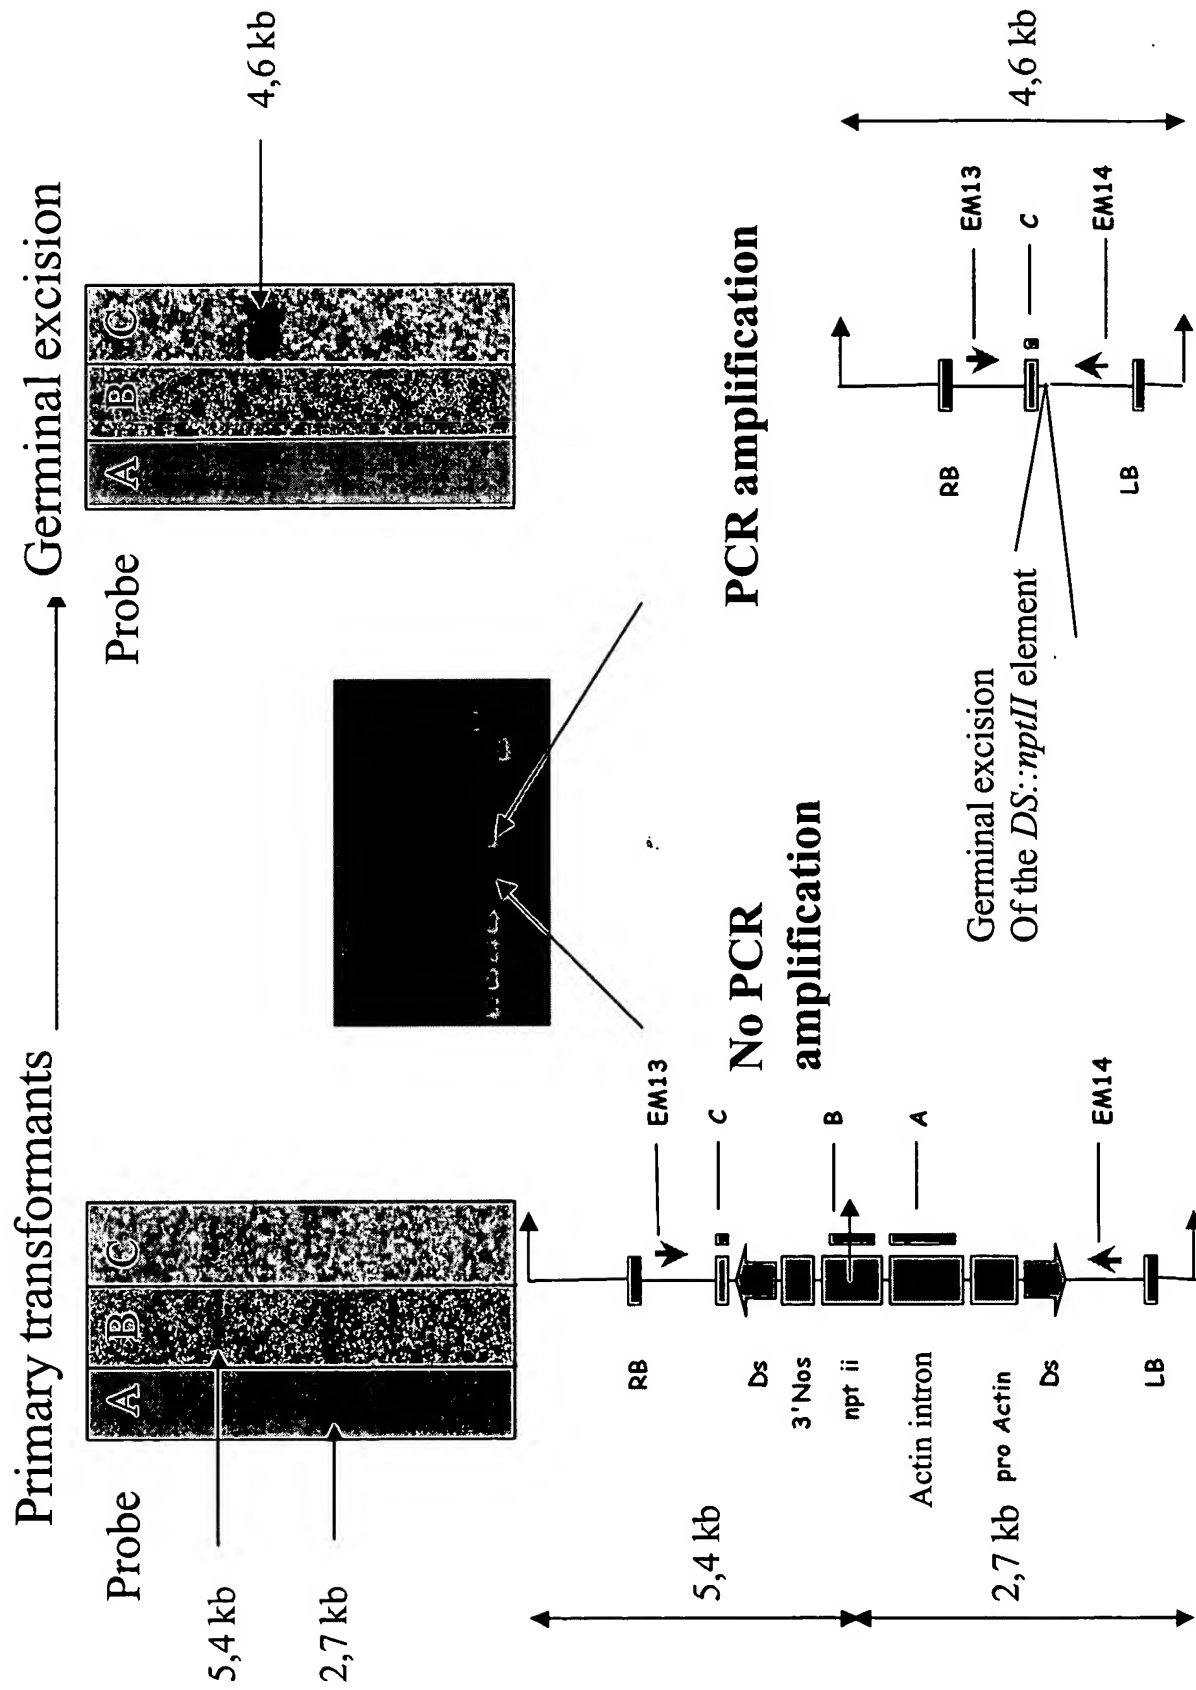 Primary transformants
Germinal excision
Probe
A
B
C
5,4 kb
2,7 kb
Probe
A
B
C
4,6 kb
No PCR
amplification
PCR amplification
5,4 kb
2,7 kb
RB
Ds
3'Nos
npt ii
Actin intron
pro Actin
Ds
LB
EM13
C
B
A
EM14
Germinal excision
Of the DS::nptII element
RB
LB
EM13
C
EM14
4,6 kb